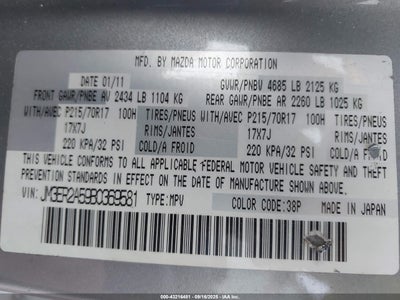 MFD. BY MAZDA MOTOR CORPORATION
DATE 01/11 GVWR/PNBV 4685 LB 2125 KG
FRONT GAWR/PNBE AV 2434 LB 1104 KG REAR GAWR/PNBE AR 2260 LB 1025 KG
WITH/AVEC P215/70R17 100H TIRES/PNEUS WITH/AVEC P215/70R17 100H TIRES/PNEUS
17X7J RIMS/JANTES 17X7J RIMS/JANTES
220 KPA/32 PSI COLD/A FROID 220 KPA/32 PSI COLD/A FROID
THIS VEHICLE CONFORMS TO ALL APPLICABLE FEDERAL MOTOR VEHICLE SAFETY AND THEFT
PREVENTION STANDARDS IN EFFECT ON THE DATE OF MANUFACTURE SHOWN ABOVE.
VIN: JM3ER2A59B0369581 TYPE:MPV COLOR CODE:38P MADE IN JAPAN
000-43216481 - 09/16/2025 - IAAI.COM